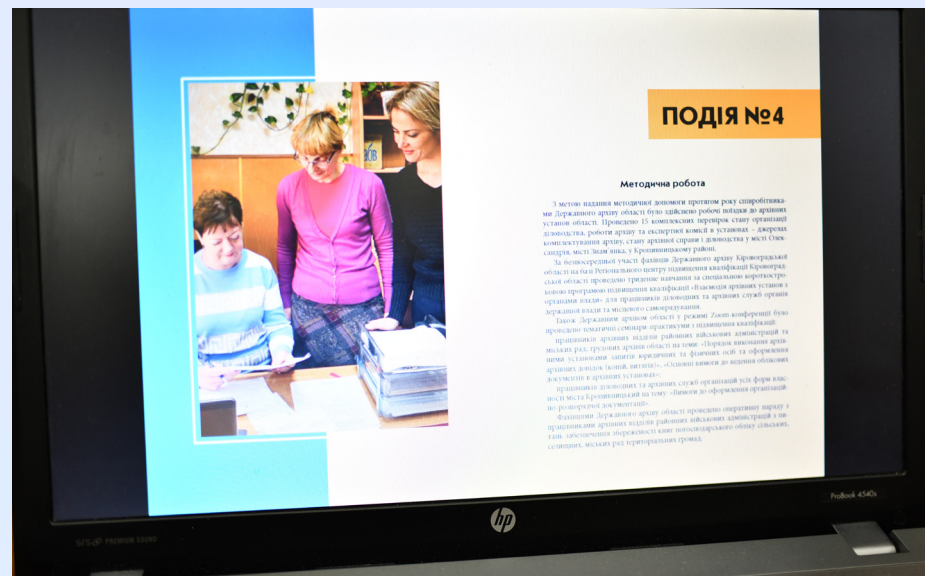 ПОДІЯ №4
Методична робота
З метою надання методичної допомоги протягом року співробітника-
ми Державного архіву області було здійснено робочі поїздки до архівних
установ області. Проведено 15 комплексних перевірок стану організації
діловодства, роботи архіву та експертної комісії в установах – джерелах
комплектування архіву, стану архівної справи і діловодства у місті Олек-
сандрія, місті Знам'янка, у Кропивницькому районі.
За безпосередньої участі фахівців Державного архіву Кіровоградської
області на базі Регіонального центру підвищення кваліфікації Кіровоград-
ської області проведено триденне навчання за спеціальною короткостро-
ковою програмою підвищення кваліфікації «Взаємодія архівних установ з
органами влади» для працівників діловодних та архівних служб органів
державної влади та місцевого самоврядування.
Також Державним архівом області у режимі Zoom-конференції було
проведено тематичні семінари-практикуми з підвищення кваліфікації:
працівників архівних відділів районних військових адміністрацій та
міських рад, трудових архівів області на теми: «Порядок виконання архів-
ними установами запитів юридичних та фізичних осіб та оформлення
архівних довідок (копій, витягів)», «Основні вимоги до ведення облікових
документів в архівних установах»;
працівників діловодних та архівних служб організацій усіх форм влас-
ності міста Кропивницький на тему: «Вимоги до оформлення організацій-
но-розпорядчої документації».
Фахівцями Державного архіву області проведено оперативну нараду з
працівниками архівних відділів районних військових адміністрацій з пи-
тань забезпечення збереженості книг погосподарського обліку сільських,
селищних, міських рад територіальних громад.
ProBook 4540s
hp
PREMIUM SOUND